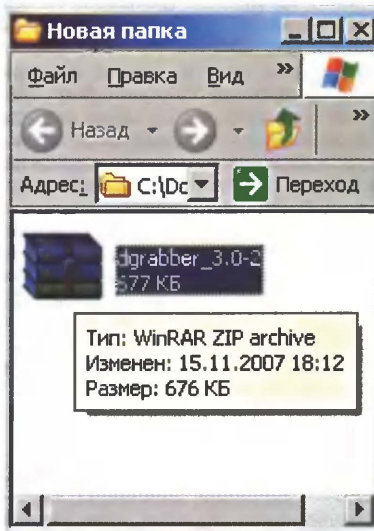 Новая папка
Файл Правка Вид »
Назад »
Адрес: C:\Dc Переход
dgrabber_3.0-2
677 КБ
Тип: WinRAR ZIP archive
Изменен: 15.11.2007 18:12
Размер: 676 КБ